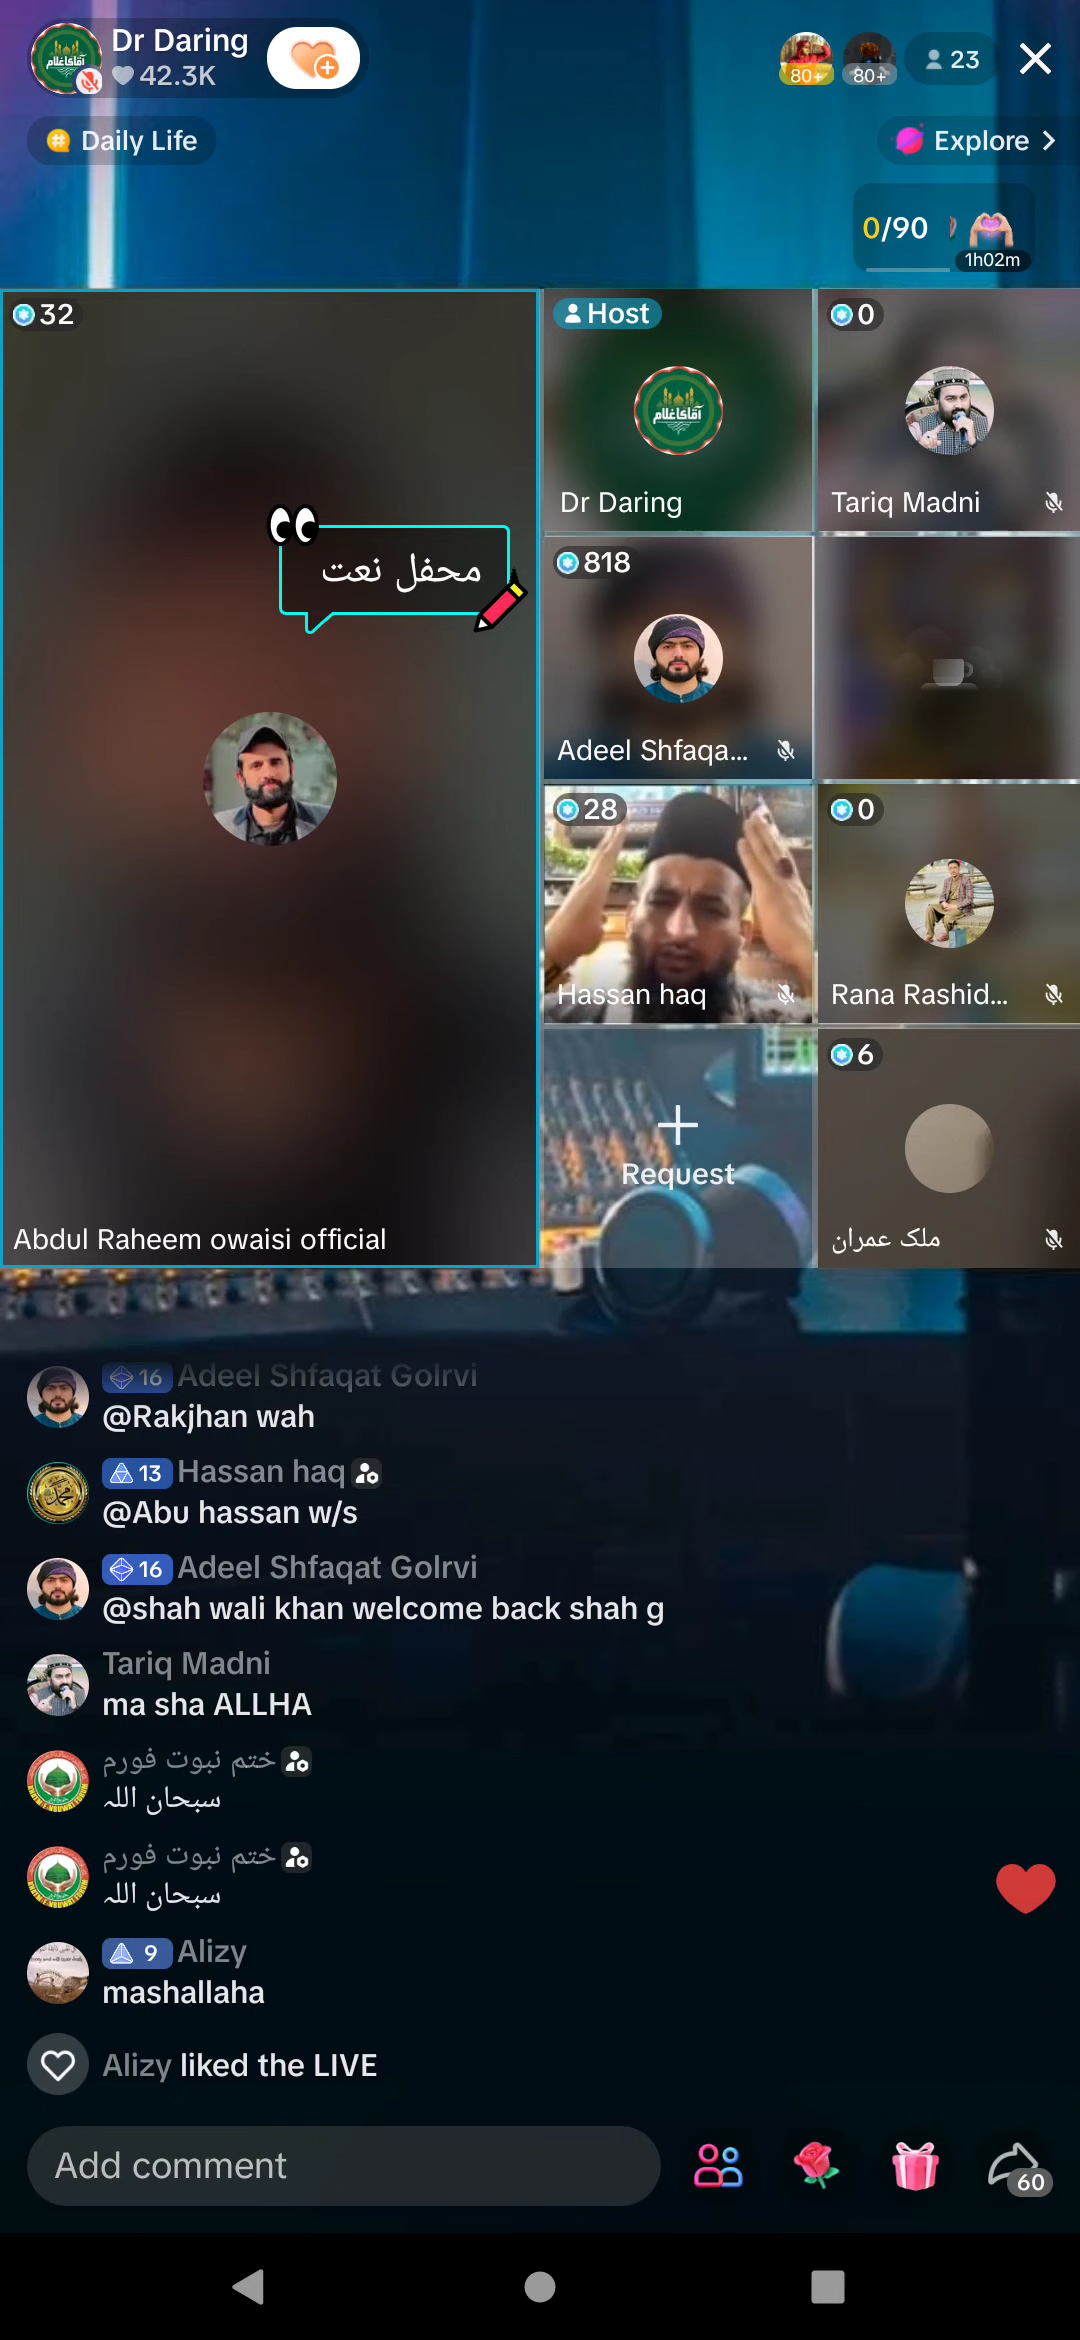 Dr Daring
42.3K
80+
80+
23
Daily Life
Explore
0/90
1h02m
32
Host
0
آقا کا غلام
Dr Daring
Tariq Madni
محفل نعت
818
Adeel Shfaqa...
28
0
Hassan haq
Rana Rashid...
6
Request
Abdul Raheem owaisi official
ملک عمران
16 Adeel Shfaqat Golrvi
@Rakjhan wah
13 Hassan haq
@Abu hassan w/s
16 Adeel Shfaqat Golrvi
@shah wali khan welcome back shah g
Tariq Madni
ma sha ALLHA
ختم نبوت فورم
سبحان اللہ
ختم نبوت فورم
سبحان اللہ
9 Alizy
mashallaha
Alizy liked the LIVE
Add comment
60